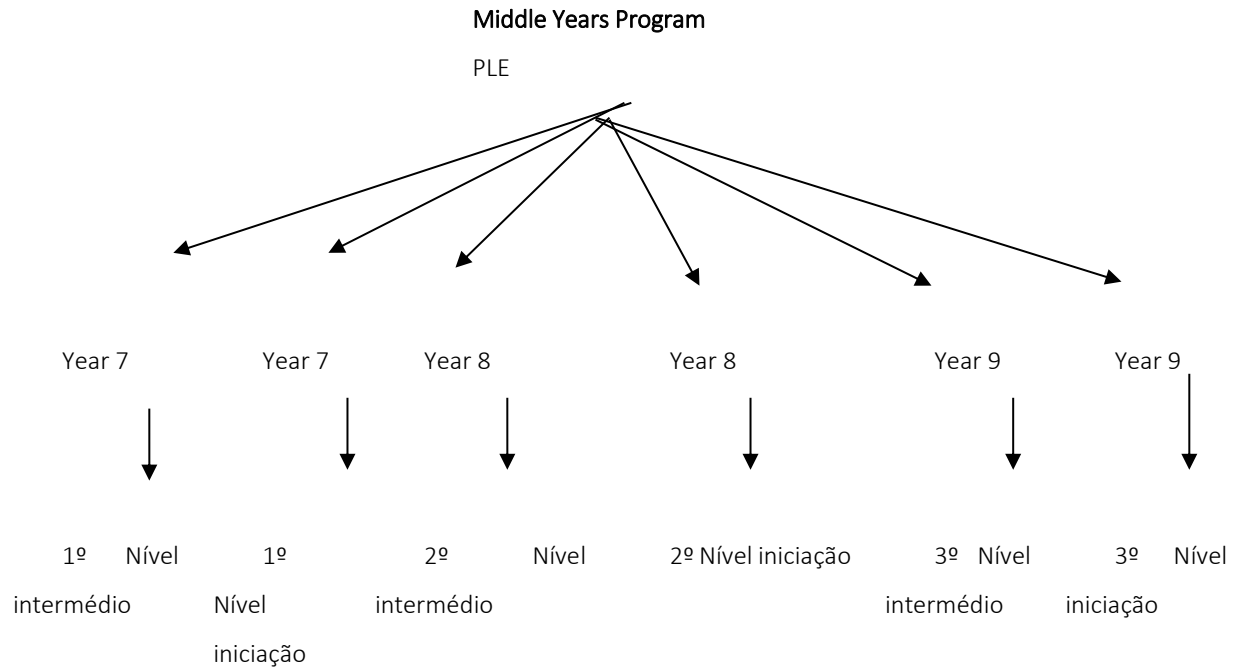 Middle Years Program
PLE
Year 7 Year 7 Year 8 Year 8 Year 9 Year 9
1º Nível 1º 2º Nível 2º Nível iniciação 3º Nível 3º Nível
intermédio Nível intermédio intermédio iniciação
iniciação